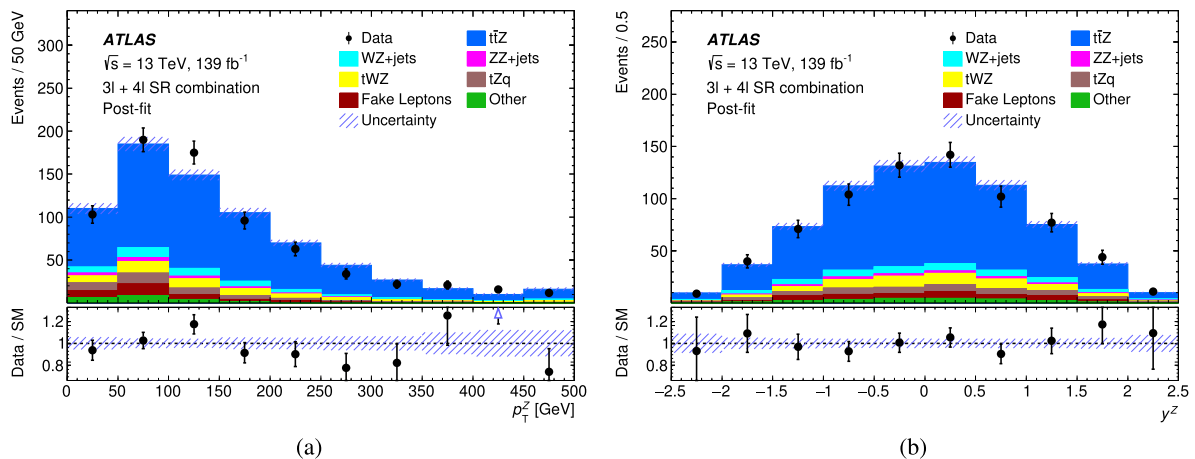 Events / 50 GeV
300
250
200
150
100
50
ATLAS
√s = 13 TeV, 139 fb⁻¹
3l + 4l SR combination
Post-fit
Data
tt̄Z
WZ+jets
ZZ+jets
tWZ
tZq
Fake Leptons
Other
Uncertainty
Data / SM
1.2
1
0.8
0 50 100 150 200 250 300 350 400 450 500
p_T^Z [GeV]
(a)
Events / 0.5
250
200
150
100
50
ATLAS
√s = 13 TeV, 139 fb⁻¹
3l + 4l SR combination
Post-fit
Data
tt̄Z
WZ+jets
ZZ+jets
tWZ
tZq
Fake Leptons
Other
Uncertainty
Data / SM
1.2
1
0.8
−2.5 −2 −1.5 −1 −0.5 0 0.5 1 1.5 2 2.5
y^Z
(b)